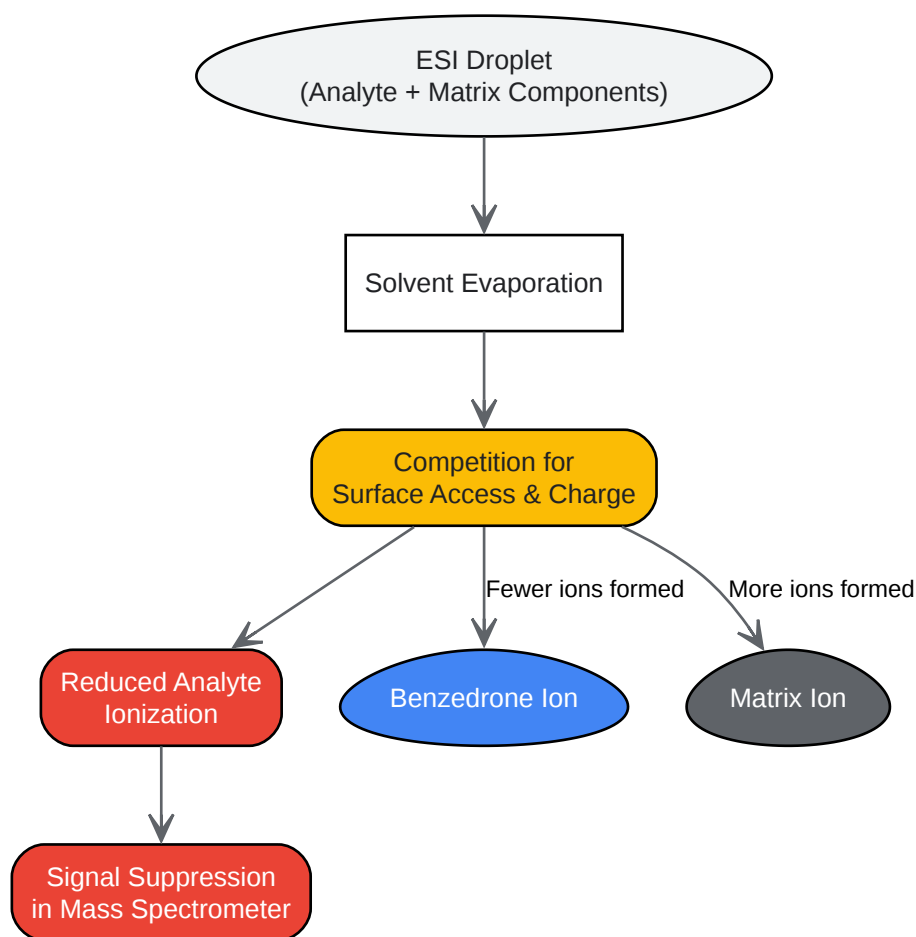 ESI Droplet
(Analyte + Matrix Components)
Solvent Evaporation
Competition for
Surface Access & Charge
Fewer ions formed
More ions formed
Reduced Analyte
Ionization
Benzedrone Ion
Matrix Ion
Signal Suppression
in Mass Spectrometer